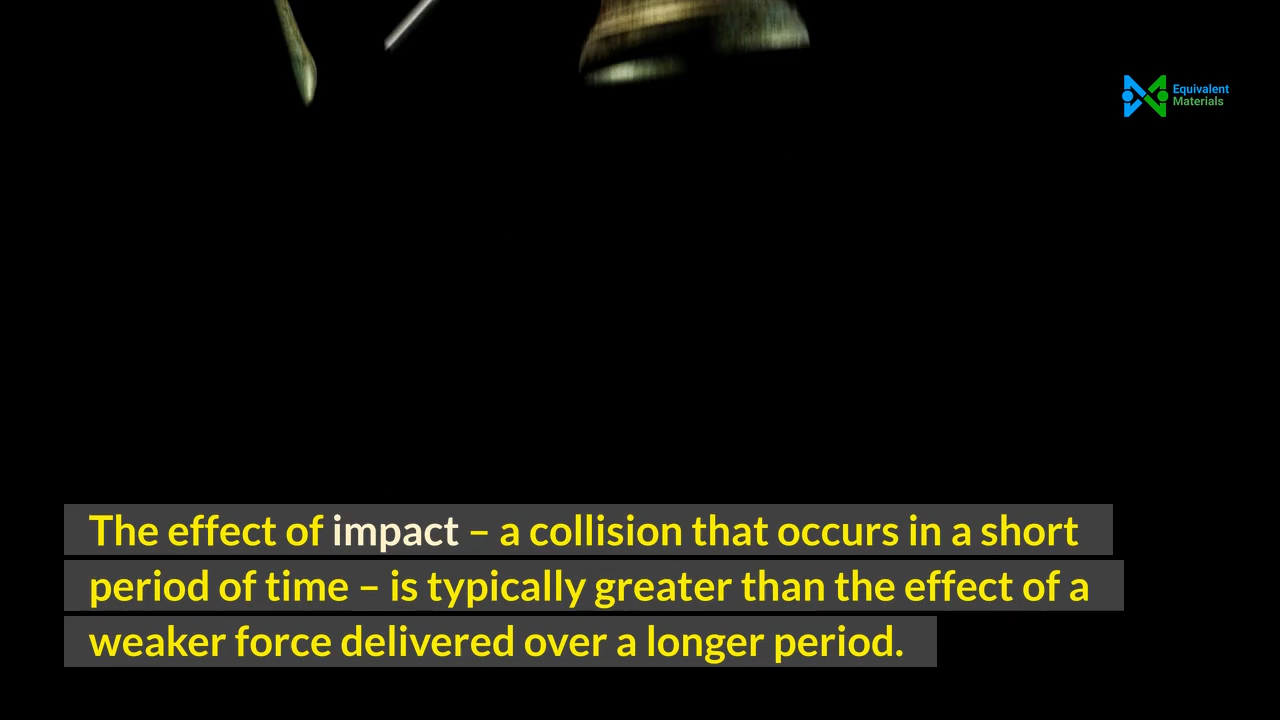 Equivalent
Materials
The effect of impact – a collision that occurs in a short
period of time – is typically greater than the effect of a
weaker force delivered over a longer period.